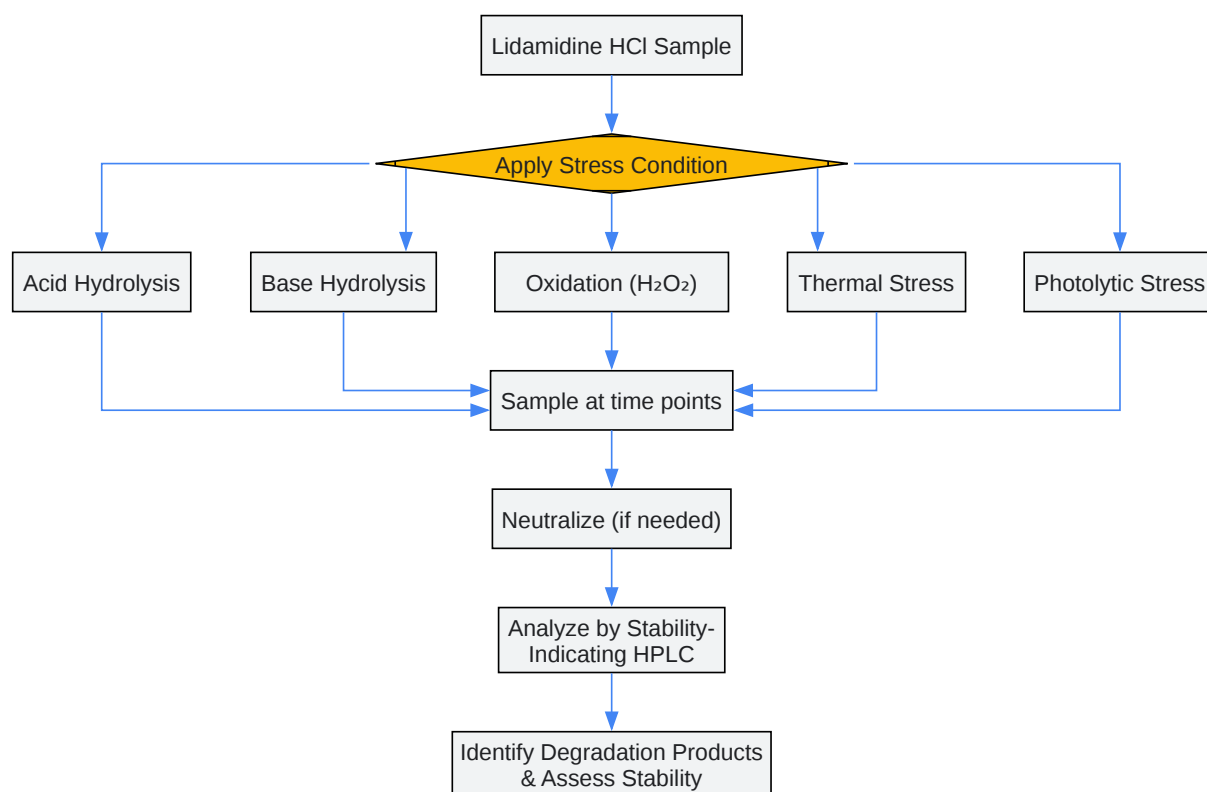 Lidamidine HCl Sample
Apply Stress Condition
Acid Hydrolysis
Base Hydrolysis
Oxidation (H₂O₂)
Thermal Stress
Photolytic Stress
Sample at time points
Neutralize (if needed)
Analyze by Stability-
Indicating HPLC
Identify Degradation Products
& Assess Stability